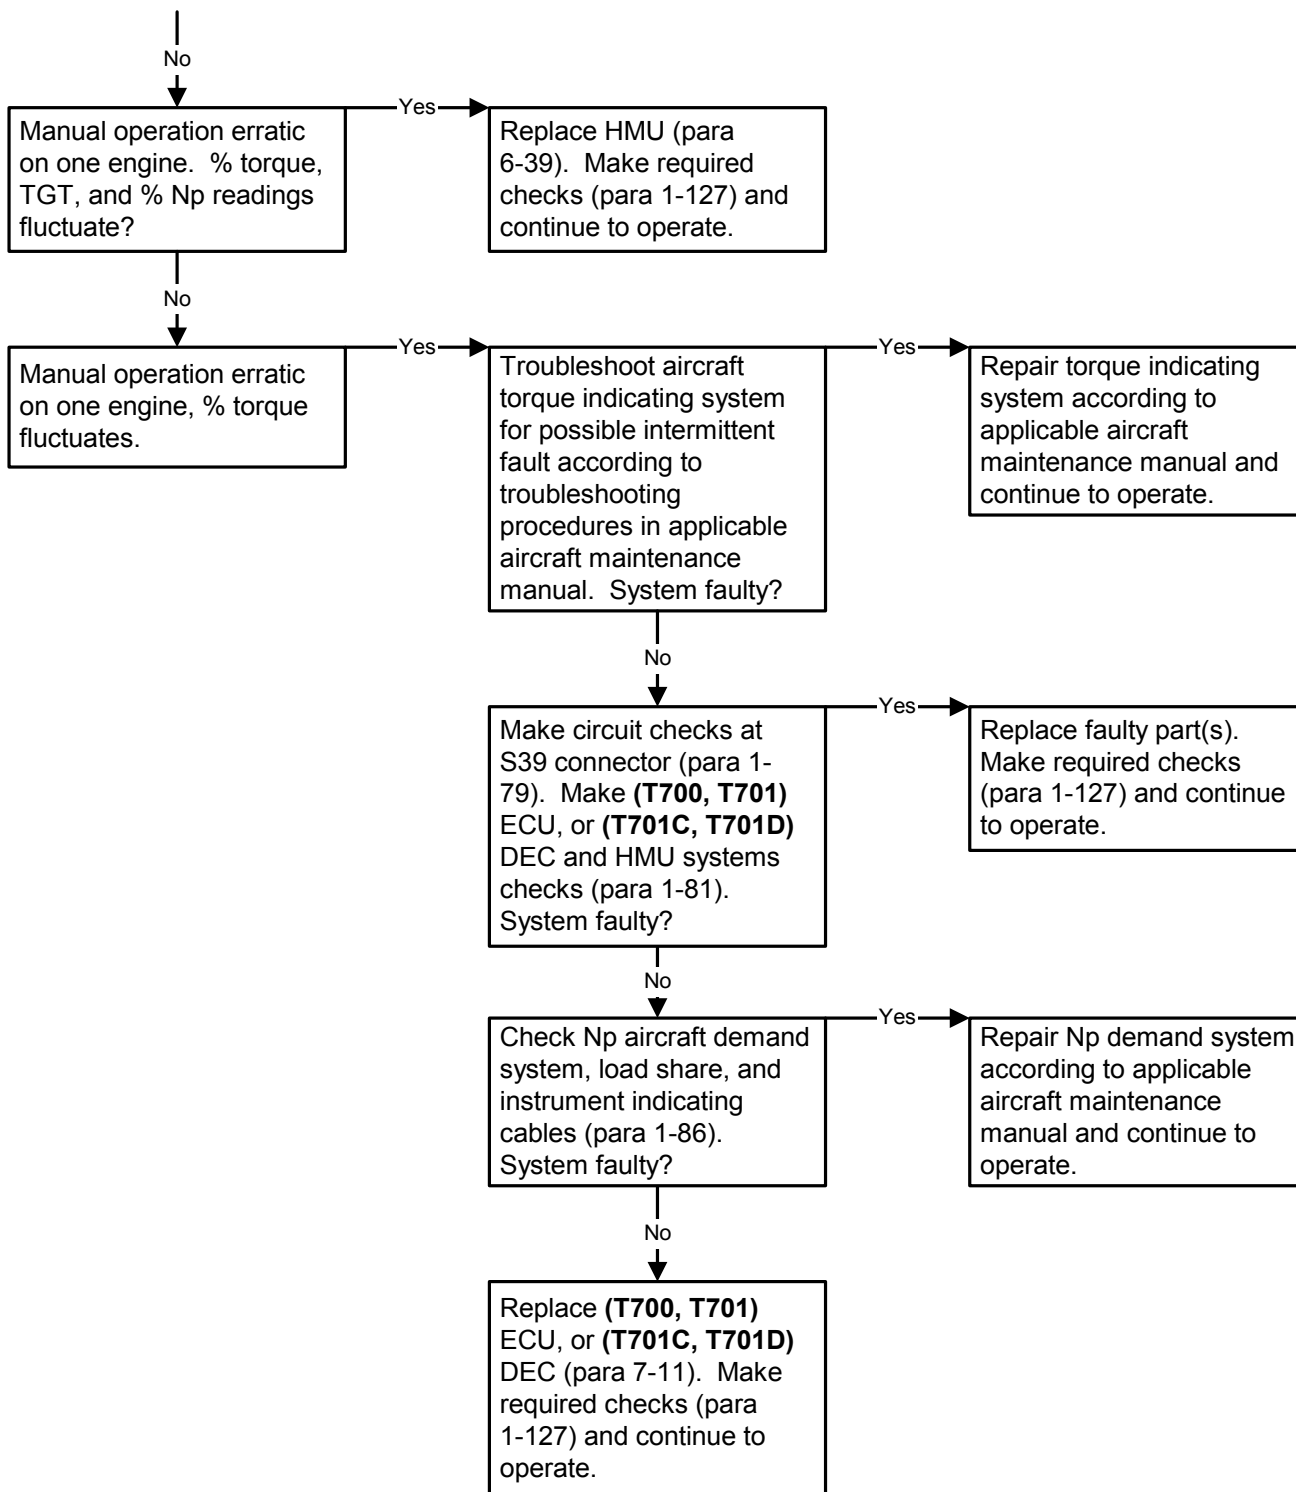 No
Manual operation erratic
on one engine. % torque,
TGT, and % Np readings
fluctuate?
Yes
Replace HMU (para
6-39). Make required
checks (para 1-127) and
continue to operate.
No
Manual operation erratic
on one engine, % torque
fluctuates.
Yes
Troubleshoot aircraft
torque indicating system
for possible intermittent
fault according to
troubleshooting
procedures in applicable
aircraft maintenance
manual. System faulty?
Yes
Repair torque indicating
system according to
applicable aircraft
maintenance manual and
continue to operate.
No
Make circuit checks at
S39 connector (para 1-
79). Make (T700, T701)
ECU, or (T701C, T701D)
DEC and HMU systems
checks (para 1-81).
System faulty?
Yes
Replace faulty part(s).
Make required checks
(para 1-127) and continue
to operate.
No
Check Np aircraft demand
system, load share, and
instrument indicating
cables (para 1-86).
System faulty?
Yes
Repair Np demand system
according to applicable
aircraft maintenance
manual and continue to
operate.
No
Replace (T700, T701)
ECU, or (T701C, T701D)
DEC (para 7-11). Make
required checks (para
1-127) and continue to
operate.